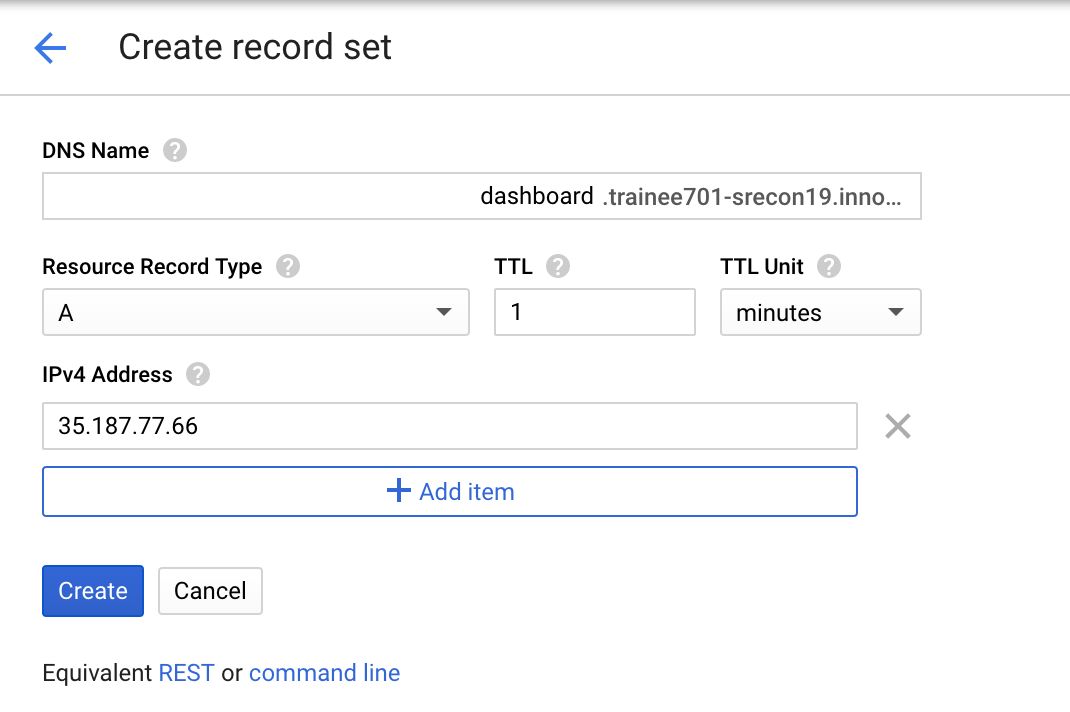 Create record set
DNS Name ?
dashboard .trainee701-srecon19.inno...
Resource Record Type ? TTL ? TTL Unit ?
A 1 minutes
IPv4 Address ?
35.187.77.66
+ Add item
Create Cancel
Equivalent REST or command line